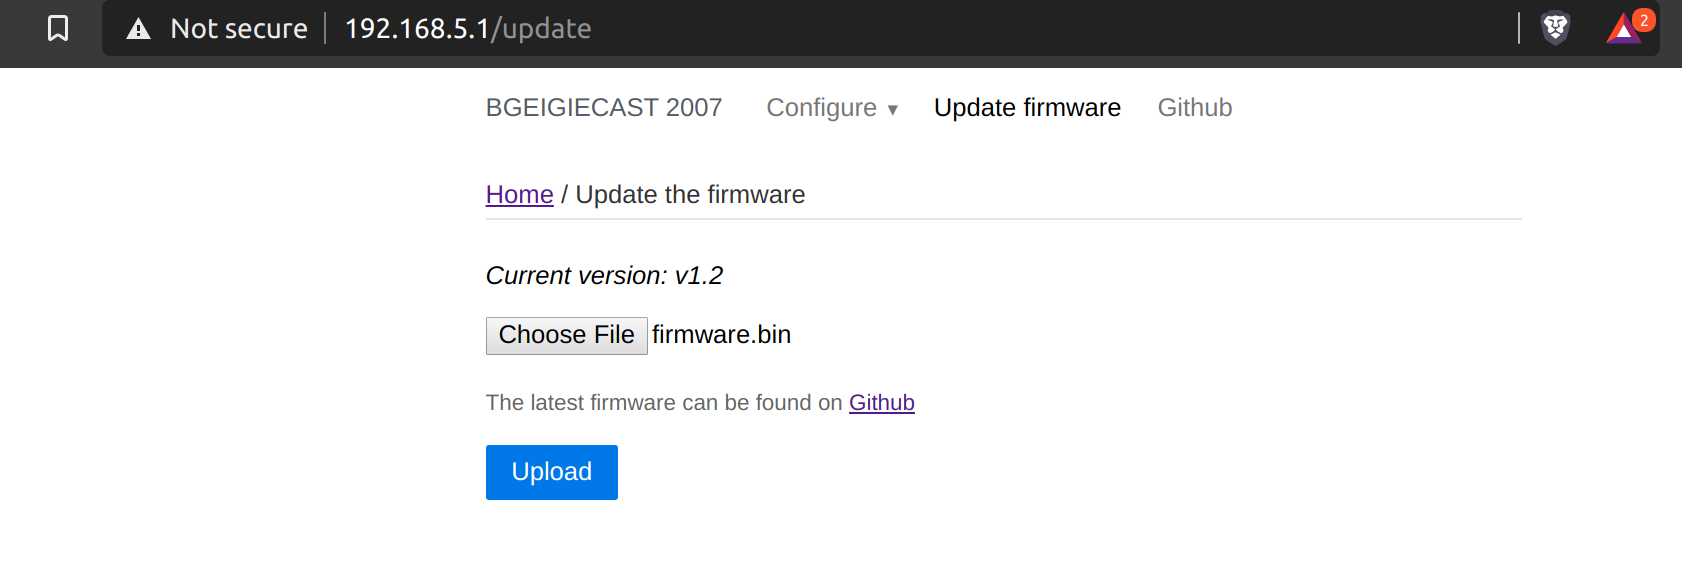 Not secure 192.168.5.1/update 2
BGEIGIECAST 2007 Configure ▾ Update firmware Github
Home / Update the firmware
Current version: v1.2
Choose File firmware.bin
The latest firmware can be found on Github
Upload